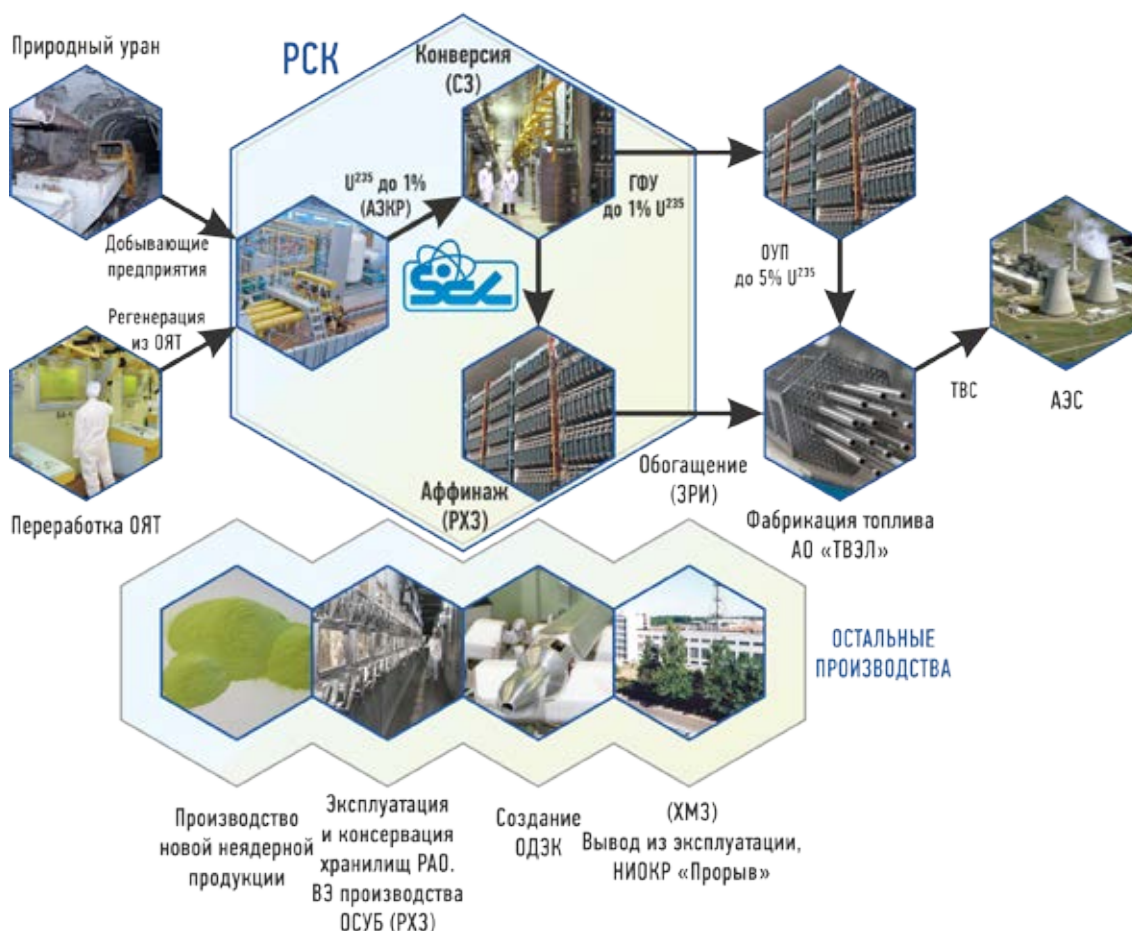 Природный уран
РСК
Конверсия
(СЗ)
U²³⁵ до 1%
(АЗКР)
ГФУ
до 1% U²³⁵
Добывающие
предприятия
ОУП
до 5% U²³⁵
Регенерация
из ОЯТ
ТВС
АЭС
Обогащение
(ЗРИ)
Аффинаж
(РХЗ)
Переработка ОЯТ
Фабрикация топлива
АО «ТВЭЛ»
ОСТАЛЬНЫЕ
ПРОИЗВОДСТВА
Производство
новой неядерной
продукции
Эксплуатация
и консервация
хранилищ РАО.
ВЭ производства
ОСУБ (РХЗ)
Создание
ОДЭК
(ХМЗ)
Вывод из эксплуатации,
НИОКР «Прорыв»